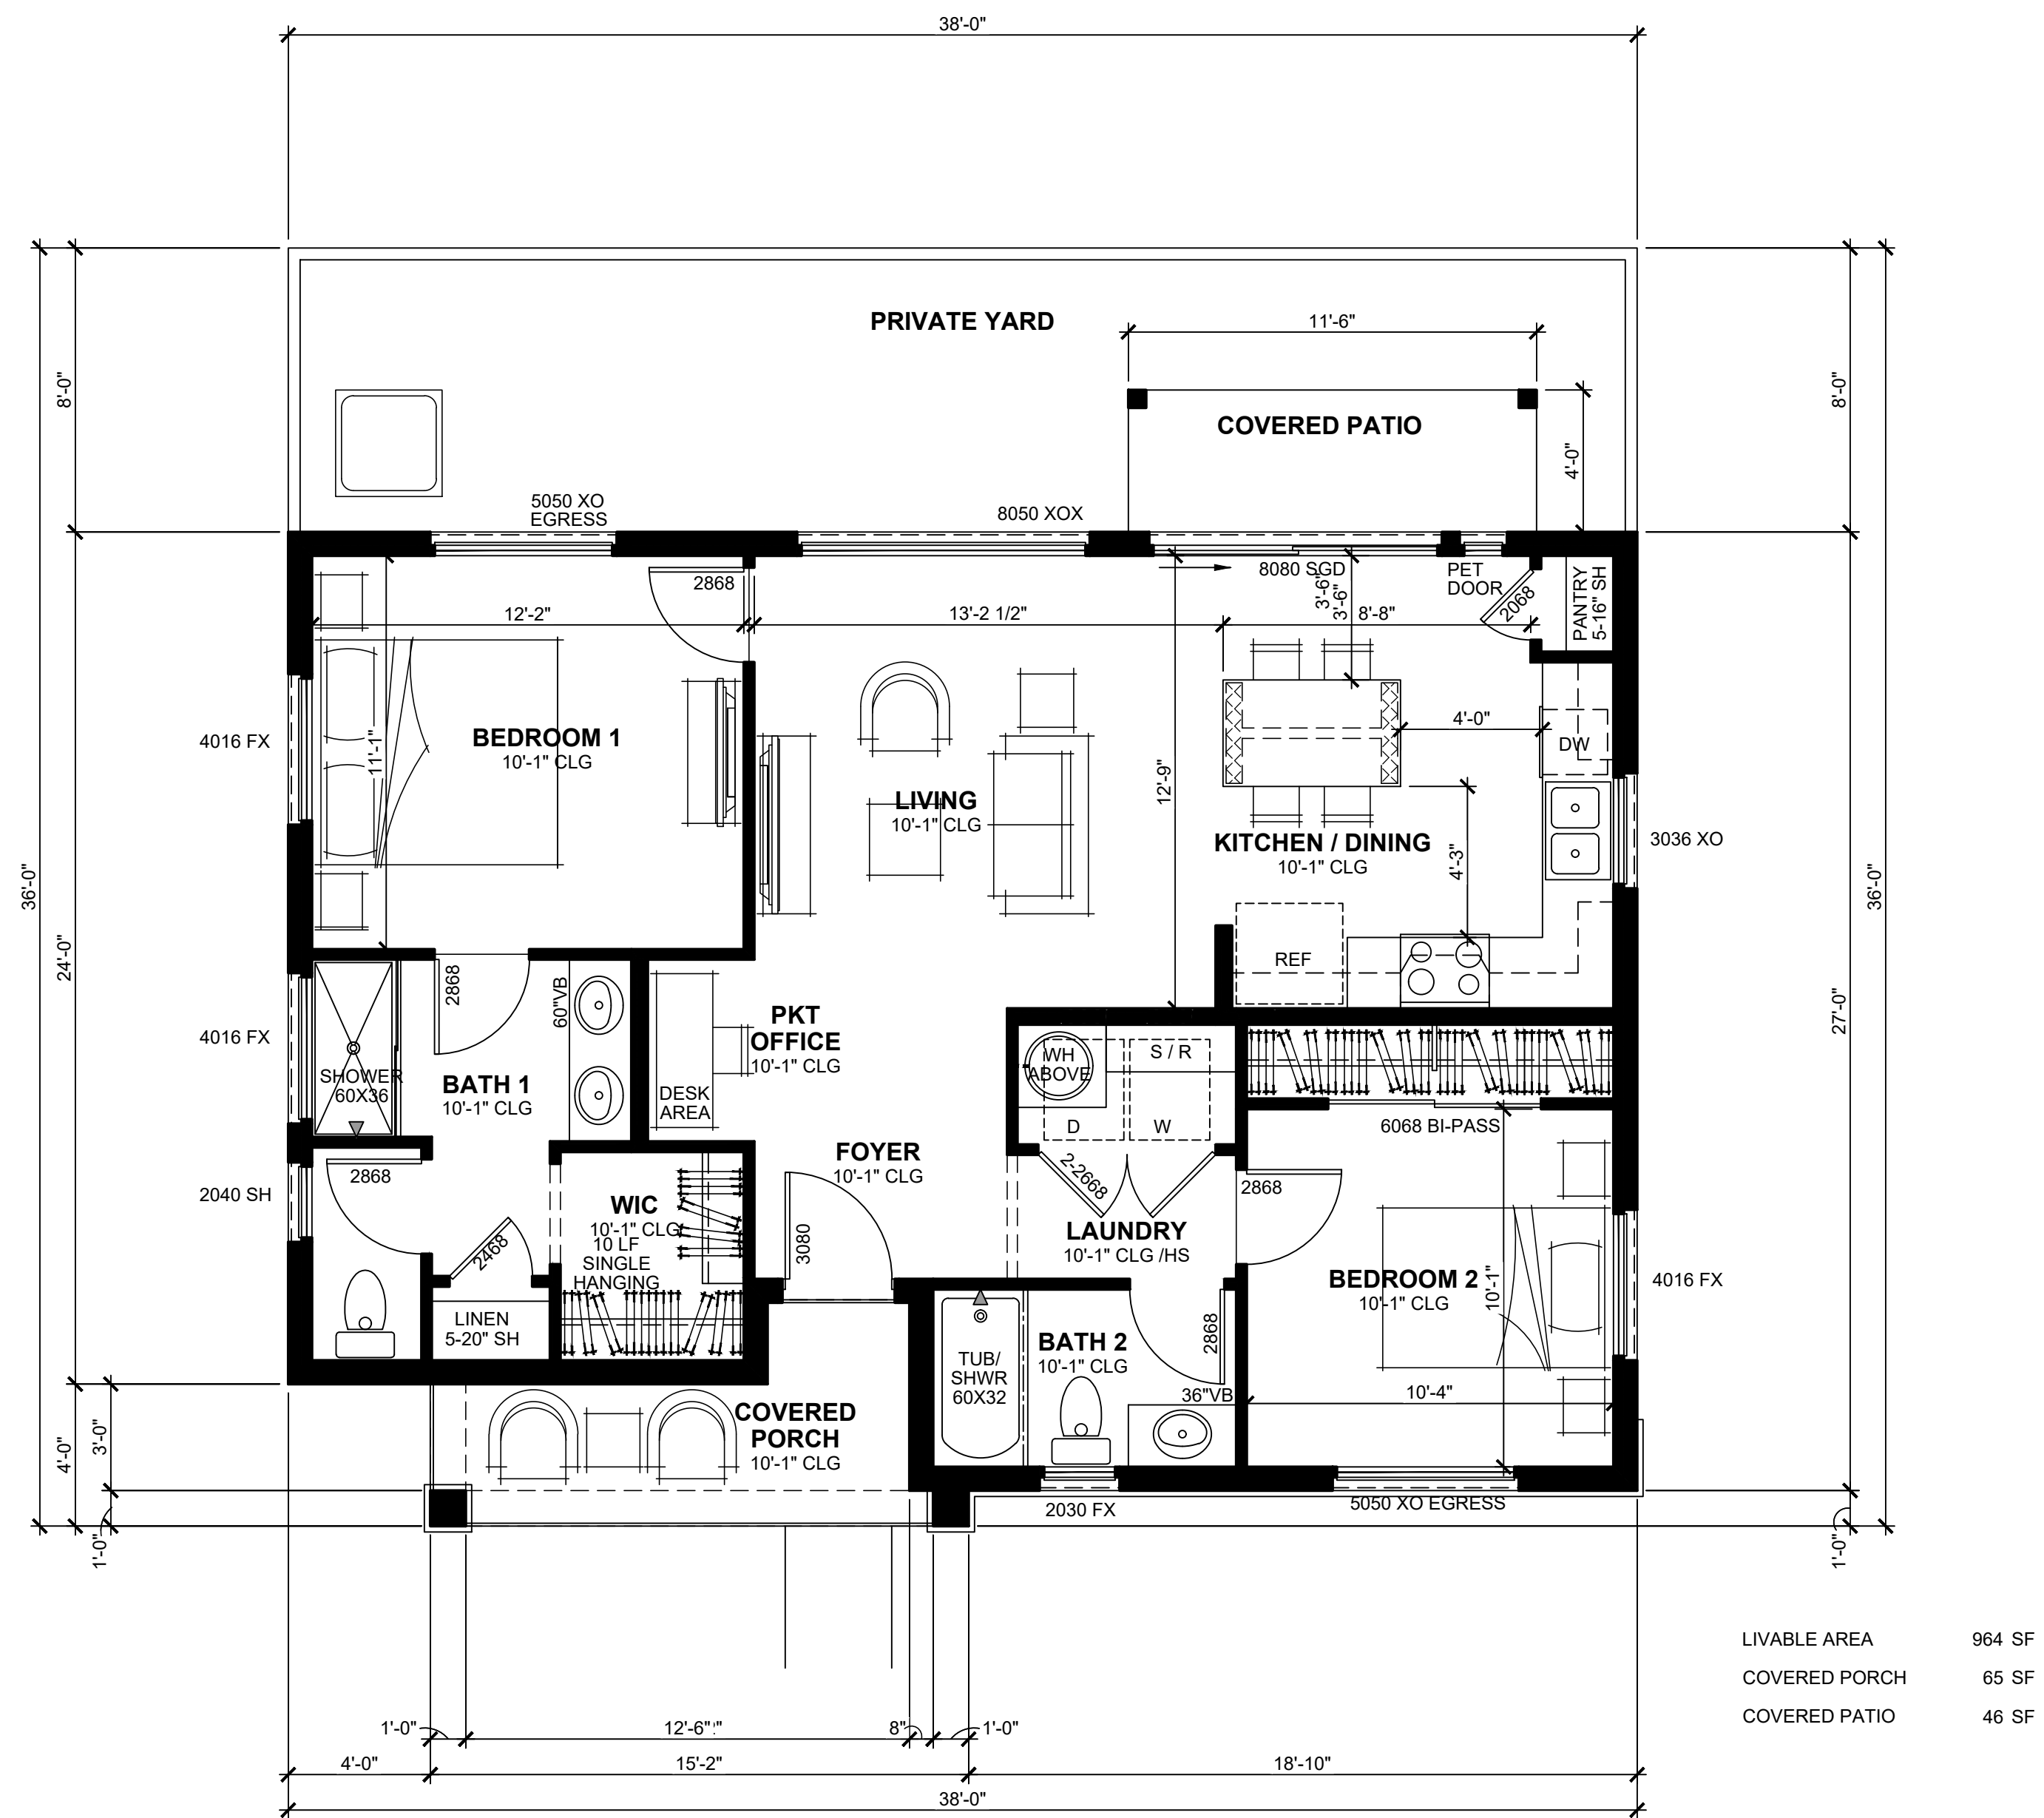 38'-0"
PRIVATE YARD
11'-6"
8'-0"
8'-0"
COVERED PATIO
4'-0"
5050 XO
EGRESS
8050 XOX
8080 SGD
PET
DOOR
2868
3'-6"
3'-6"
2068
PANTRY
5-16" SH
12'-2"
13'-2 1/2"
8'-8"
4'-0"
DW
4016 FX
BEDROOM 1
10'-1" CLG
11'-1"
12'-9"
LIVING
10'-1" CLG
KITCHEN / DINING
10'-1" CLG
4'-3"
3036 XO
36'-0"
36'-0"
24'-0"
27'-0"
REF
2868
60"VB
4016 FX
PKT
OFFICE
10'-1" CLG
WH
ABOVE
S / R
SHOWER
60X36
BATH 1
10'-1" CLG
DESK
AREA
D
W
6068 BI-PASS
FOYER
10'-1" CLG
2868
2-2668
2868
2040 SH
WIC
10'-1" CLG
10 LF
SINGLE
HANGING
2468
3080
LAUNDRY
10'-1" CLG /HS
BEDROOM 2
10'-1" CLG
10'-1"
4016 FX
LINEN
5-20" SH
BATH 2
10'-1" CLG
2868
TUB/
SHWR
60X32
36"VB
10'-4"
COVERED
PORCH
10'-1" CLG
3'-0"
4'-0"
2030 FX
5050 XO EGRESS
1'-0"
1'-0"
LIVABLE AREA 964 SF
COVERED PORCH 65 SF
COVERED PATIO 46 SF
1'-0"
12'-6"
8"
1'-0"
4'-0"
15'-2"
18'-10"
38'-0"